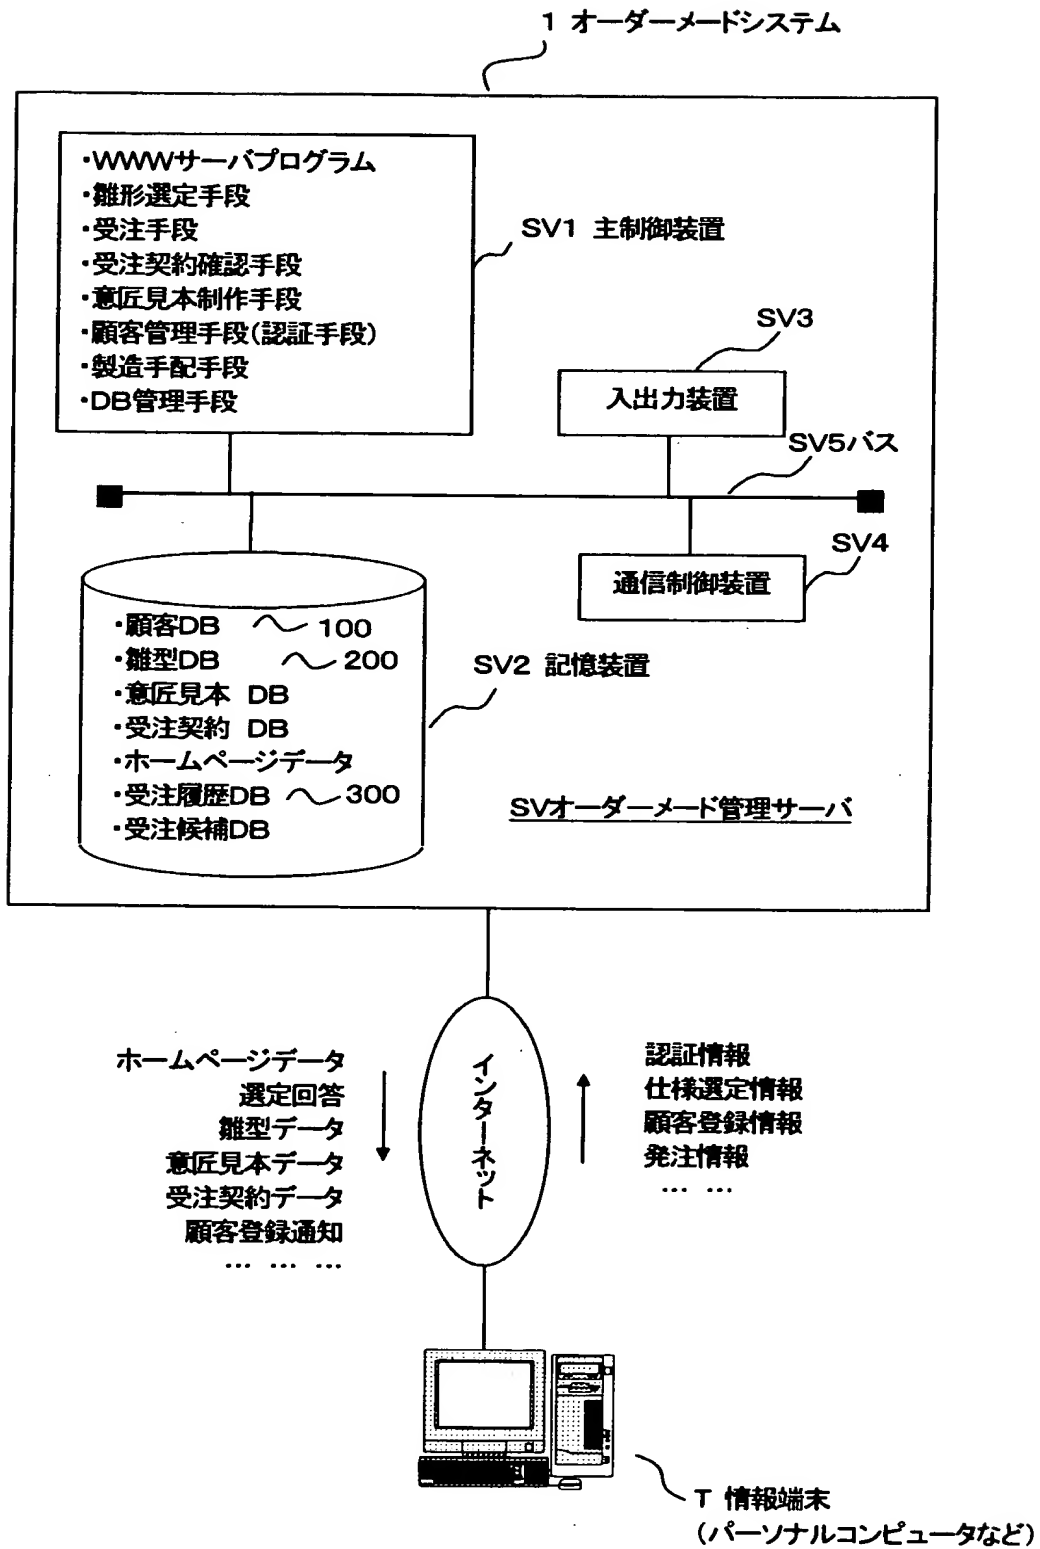 1 オーダーメードシステム
・WWWサーバプログラム
・雛形選定手段
・受注手段
・受注契約確認手段
・意匠見本制作手段
・顧客管理手段(認証手段)
・製造手配手段
・DB管理手段
SV1 主制御装置
SV3
入出力装置
SV5バス
SV4
通信制御装置
・顧客DB 100
・雛型DB 200
・意匠見本 DB
・受注契約 DB
・ホームページデータ
・受注履歴DB 300
・受注候補DB
SV2 記憶装置
SVオーダーメード管理サーバ
ホームページデータ
選定回答
雛型データ
意匠見本データ
受注契約データ
顧客登録通知
… … …
インターネット
認証情報
仕様選定情報
顧客登録情報
発注情報
… …
T 情報端末
(パーソナルコンピュータなど)